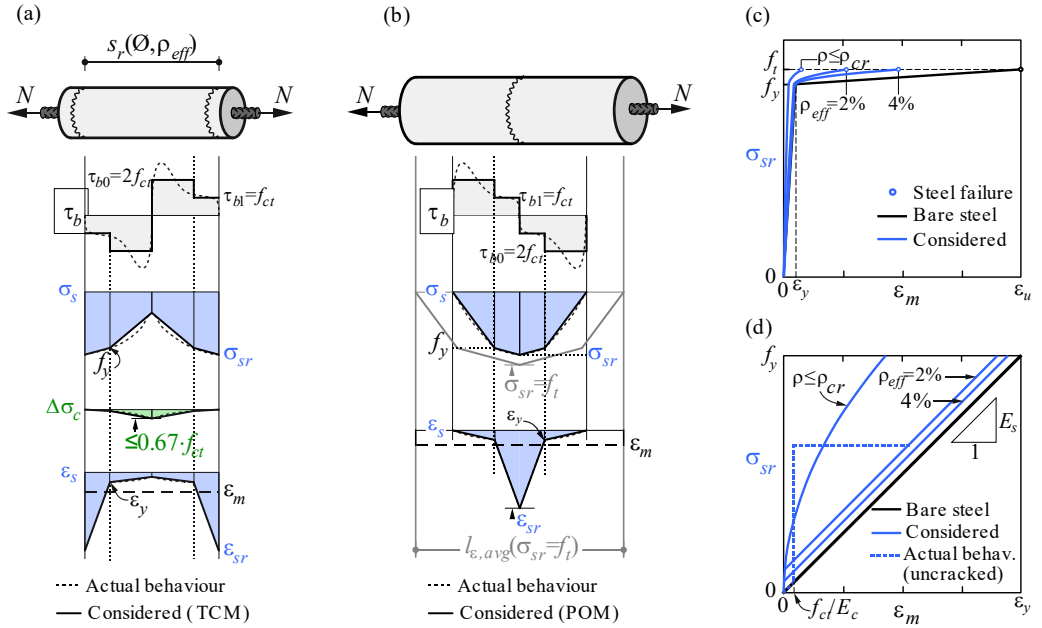 (a)
s_r(Ø,ρ_eff)
N
N
τ_b0=2f_ct
τ_b1=f_ct
τ_b
σ_s
f_y
σ_sr
Δσ_c
≤0.67·f_ct
ε_s
ε_m
ε_y
ε_sr
Actual behaviour
Considered (TCM)
(b)
N
N
τ_b
τ_b1=f_ct
τ_b0=2f_ct
σ_s
f_y
σ_sr
σ_sr=f_t
ε_y
ε_s
ε_m
ε_sr
l_ε,avg(σ_sr=f_t)
Actual behaviour
Considered (POM)
(c)
f_t
ρ≤ρ_cr
f_y
ρ_eff=2%
4%
σ_sr
Steel failure
Bare steel
Considered
0
0
ε_y
ε_m
ε_u
(d)
f_y
ρ≤ρ_cr
ρ_eff=2%
4%
E_s
1
σ_sr
Bare steel
Considered
Actual behav.
(uncracked)
0
0
f_ct/E_c
ε_m
ε_y